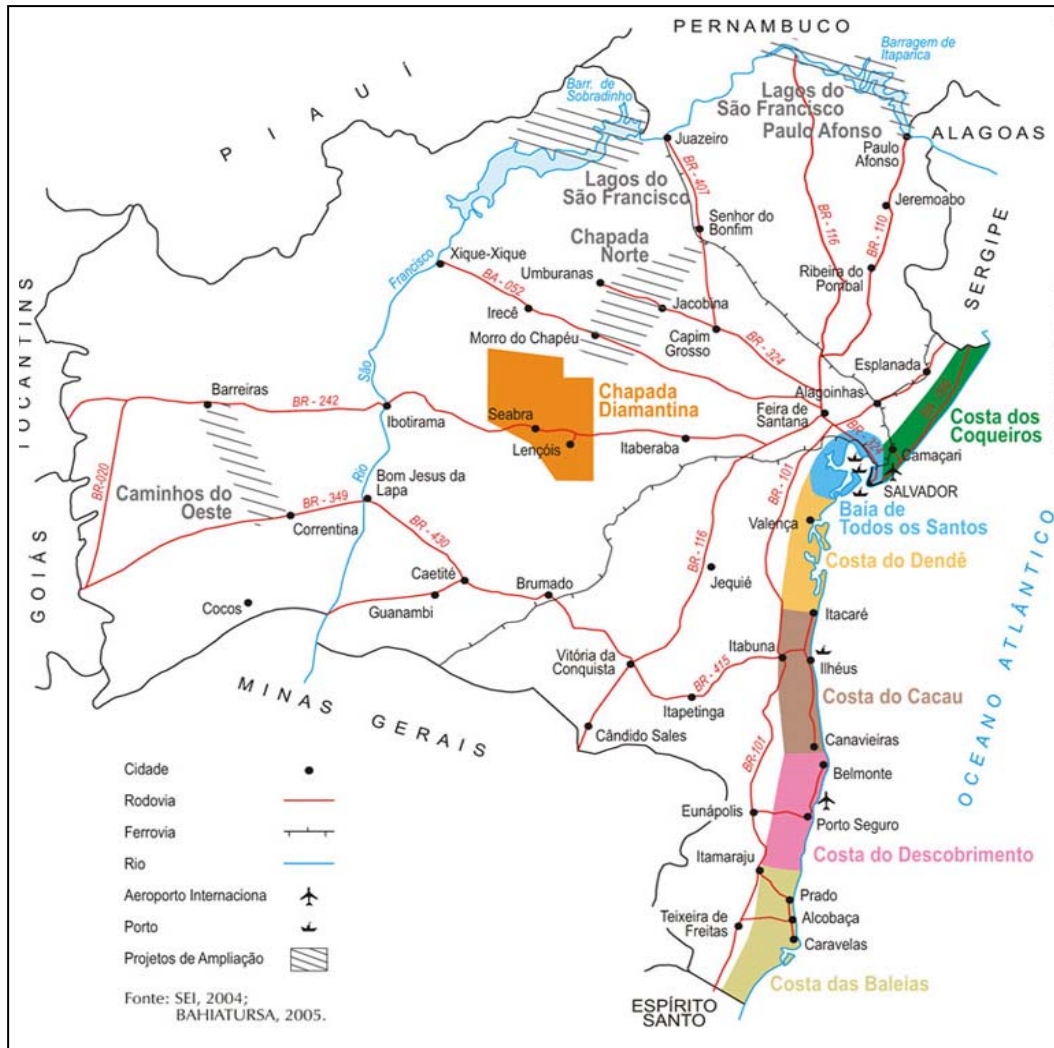 PERNAMBUCO
Barragem de
Itaparica
PIAUÍ
Barr. de
Sobradinho
Lagos do
São Francisco
Paulo Afonso
ALAGOAS
Paulo
Afonso
Juazeiro
Lagos do
São Francisco
BR - 407
BR - 116
BR - 110
Jeremoabo
SERGIPE
Senhor do
Bonfim
Chapada
Norte
Xique-Xique
Umburanas
Francisco
BA - 052
Ribeira do
Pombal
Irecê
Jacobina
Morro do Chapéu
Capim
Grosso
BR - 324
Esplanada
TOCANTINS
São
Barreiras
BR - 242
Ibotirama
Chapada
Diamantina
Seabra
Lençóis
Itaberaba
Alagoinhas
Feira de
Santana
BR - 324
Costa dos
Coqueiros
Camaçari
SALVADOR
BR-020
Rio
Bom Jesus da
Lapa
Caminhos do
Oeste
BR - 349
Correntina
BR - 101
Baía de
Todos os Santos
Valença
BR - 430
BR - 116
Costa do Dendê
GOIÁS
Cocos
Caetité
Guanambi
Brumado
Jequié
Itacaré
OCEANO ATLÂNTICO
Vitória da
Conquista
Itabuna
Ilhéus
BR - 415
MINAS GERAIS
Itapetinga
Costa do Cacau
Cândido Sales
Canavieiras
BR-101
Belmonte
Eunápolis
Porto Seguro
Costa do Descobrimento
Itamaraju
Prado
Teixeira de
Freitas
Alcobaça
Caravelas
Costa das Baleias
ESPÍRITO
SANTO
Cidade
Rodovia
Ferrovia
Rio
Aeroporto Internaciona
Porto
Projetos de Ampliação
Fonte: SEI, 2004;
BAHIATURSA, 2005.